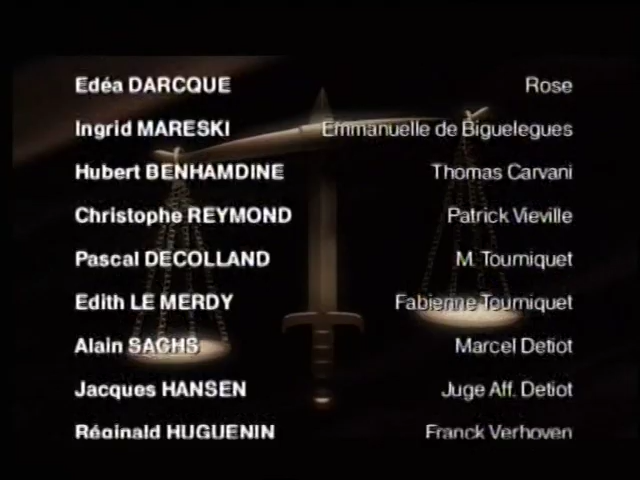 Edéa DARCQUE Rose
Ingrid MARESKI Emmanuelle de Biguelegues
Hubert BENHAMDINE Thomas Carvani
Christophe REYMOND Patrick Vieville
Pascal DECOLLAND M. Tourniquet
Edith LE MERDY Fabienne Tourniquet
Alain SACHS Marcel Detiot
Jacques HANSEN Juge Aff. Detiot
Réginald HUGUENIN Franck Verhoven